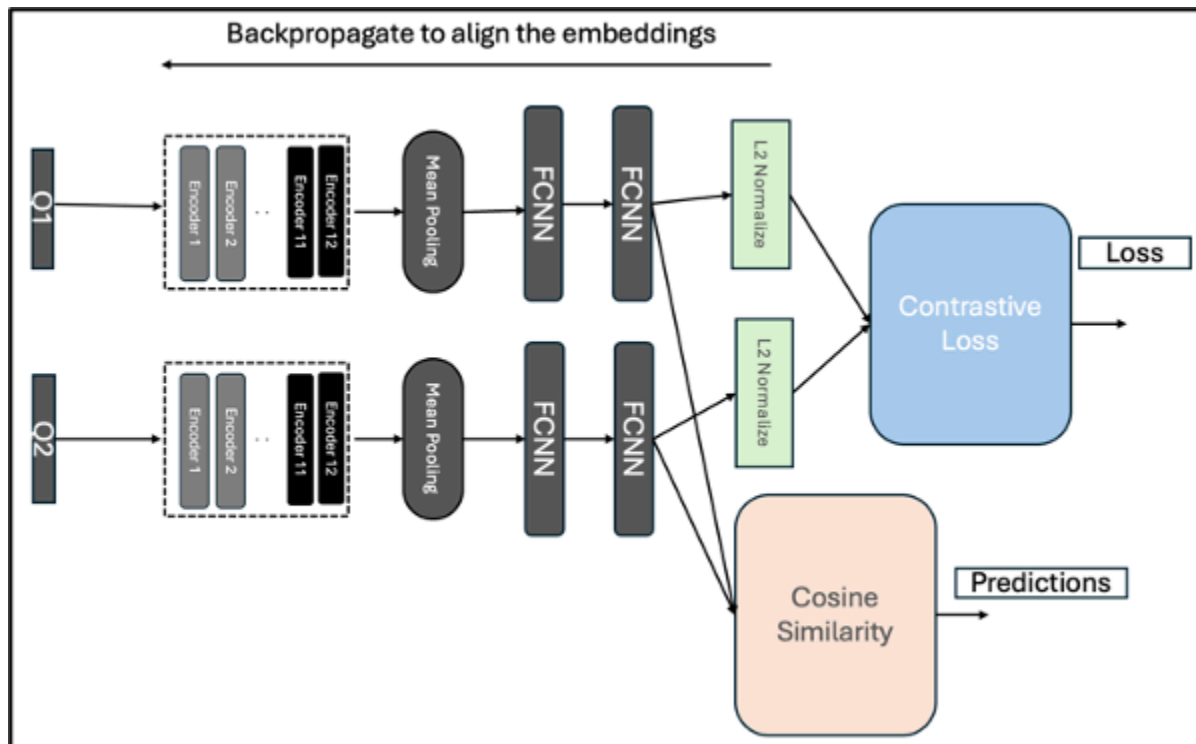 Backpropagate to align the embeddings
Q1
Encoder 1
Encoder 2
. .
Encoder 11
Encoder 12
Mean Pooling
FCNN
FCNN
L2 Normalize
Contrastive
Loss
Loss
Q2
Encoder 1
Encoder 2
. .
Encoder 11
Encoder 12
Mean Pooling
FCNN
FCNN
L2 Normalize
Cosine
Similarity
Predictions